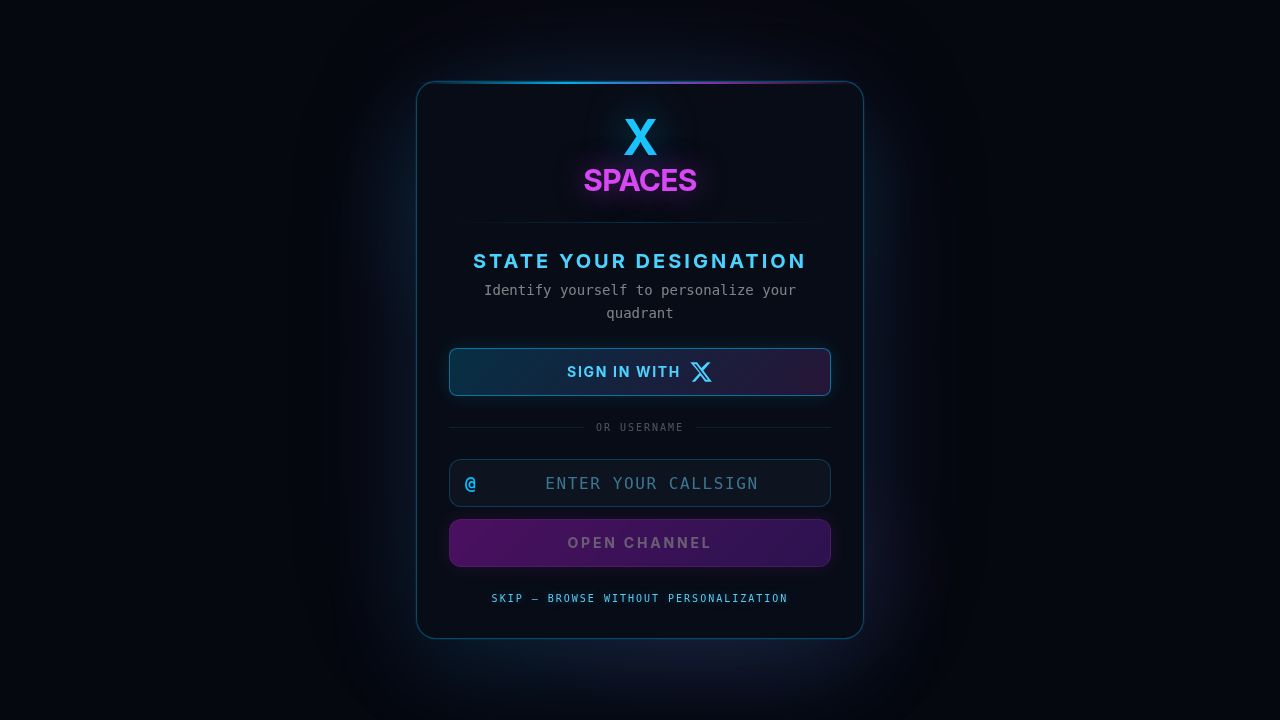 X
SPACES
STATE YOUR DESIGNATION
Identify yourself to personalize your
quadrant
SIGN IN WITH X
OR USERNAME
@ ENTER YOUR CALLSIGN
OPEN CHANNEL
SKIP — BROWSE WITHOUT PERSONALIZATION